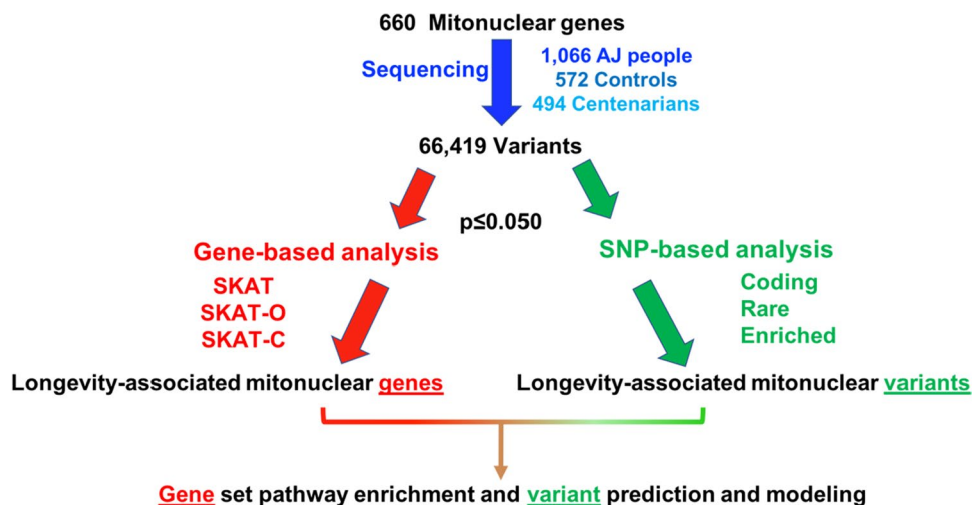 660 Mitonuclear genes
Sequencing
1,066 AJ people
572 Controls
494 Centenarians
66,419 Variants
p≤0.050
Gene-based analysis
SKAT
SKAT-O
SKAT-C
SNP-based analysis
Coding
Rare
Enriched
Longevity-associated mitonuclear genes
Longevity-associated mitonuclear variants
Gene set pathway enrichment and variant prediction and modeling